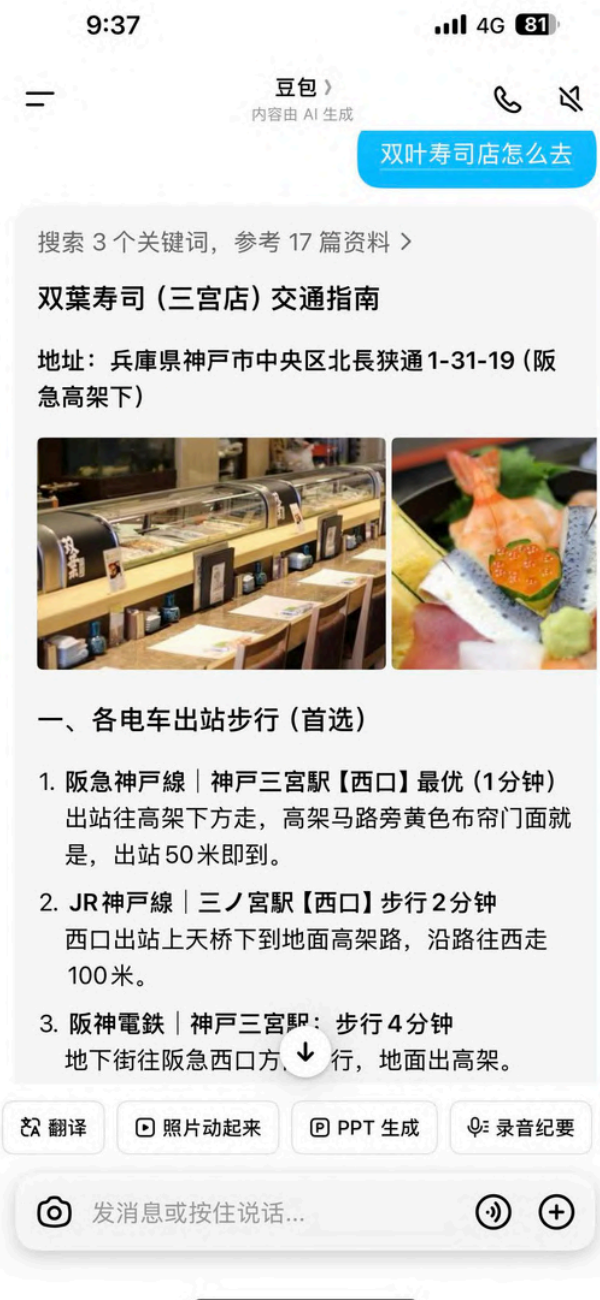 9:37
4G 81
豆包 》
内容由 AI 生成
双叶寿司店怎么去
搜索 3 个关键词，参考 17 篇资料 >
双葉寿司（三宫店）交通指南
地址：兵庫県神戸市中央区北長狭通1-31-19（阪
急高架下）
一、各电车出站步行（首选）
1. 阪急神戸線｜神戸三宮駅【西口】最优（1分钟）
出站往高架下方走，高架马路旁黄色布帘门面就
是，出站50米即到。
2. JR神戸線｜三ノ宮駅【西口】步行2分钟
西口出站上天桥下到地面高架路，沿路往西走
100米。
3. 阪神電鉄｜神戸三宮駅：步行4分钟
地下街往阪急西口方 行，地面出高架。
翻译
照片动起来
PPT 生成
录音纪要
发消息或按住说话...